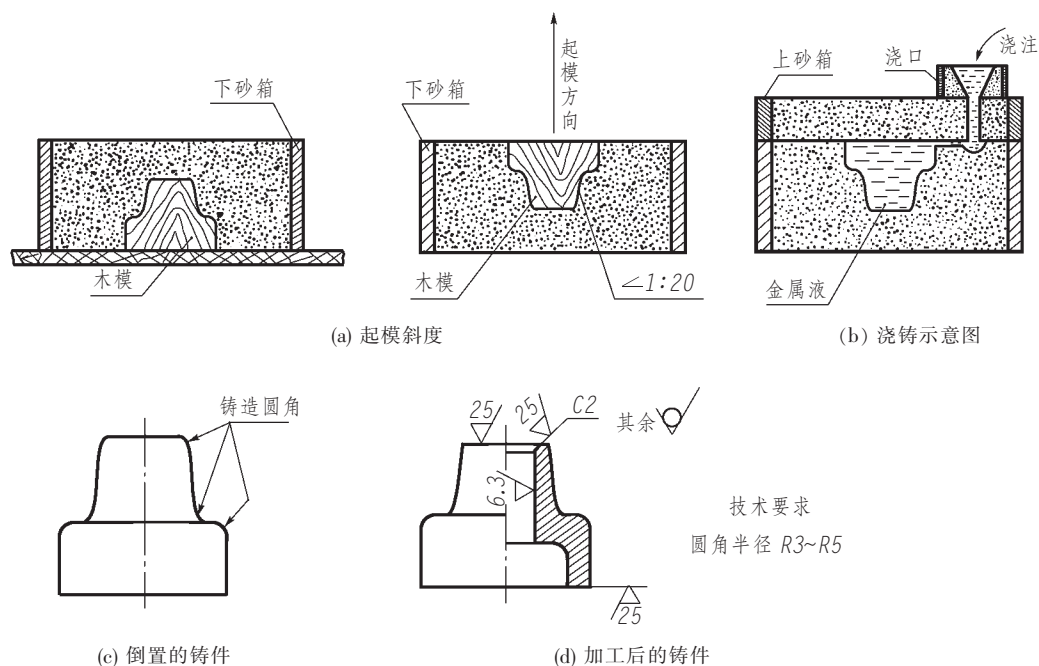 下砂箱
木模
下砂箱
起模方向
木模
∠1:20
(a) 起模斜度
上砂箱
浇口
浇注
金属液
(b) 浇铸示意图
铸造圆角
(c) 倒置的铸件
25
25
C2
其余
6.3
25
技术要求
圆角半径 R3~R5
(d) 加工后的铸件